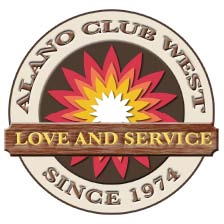 ALANO CLUB WEST
LOVE AND SERVICE
SINCE 1974